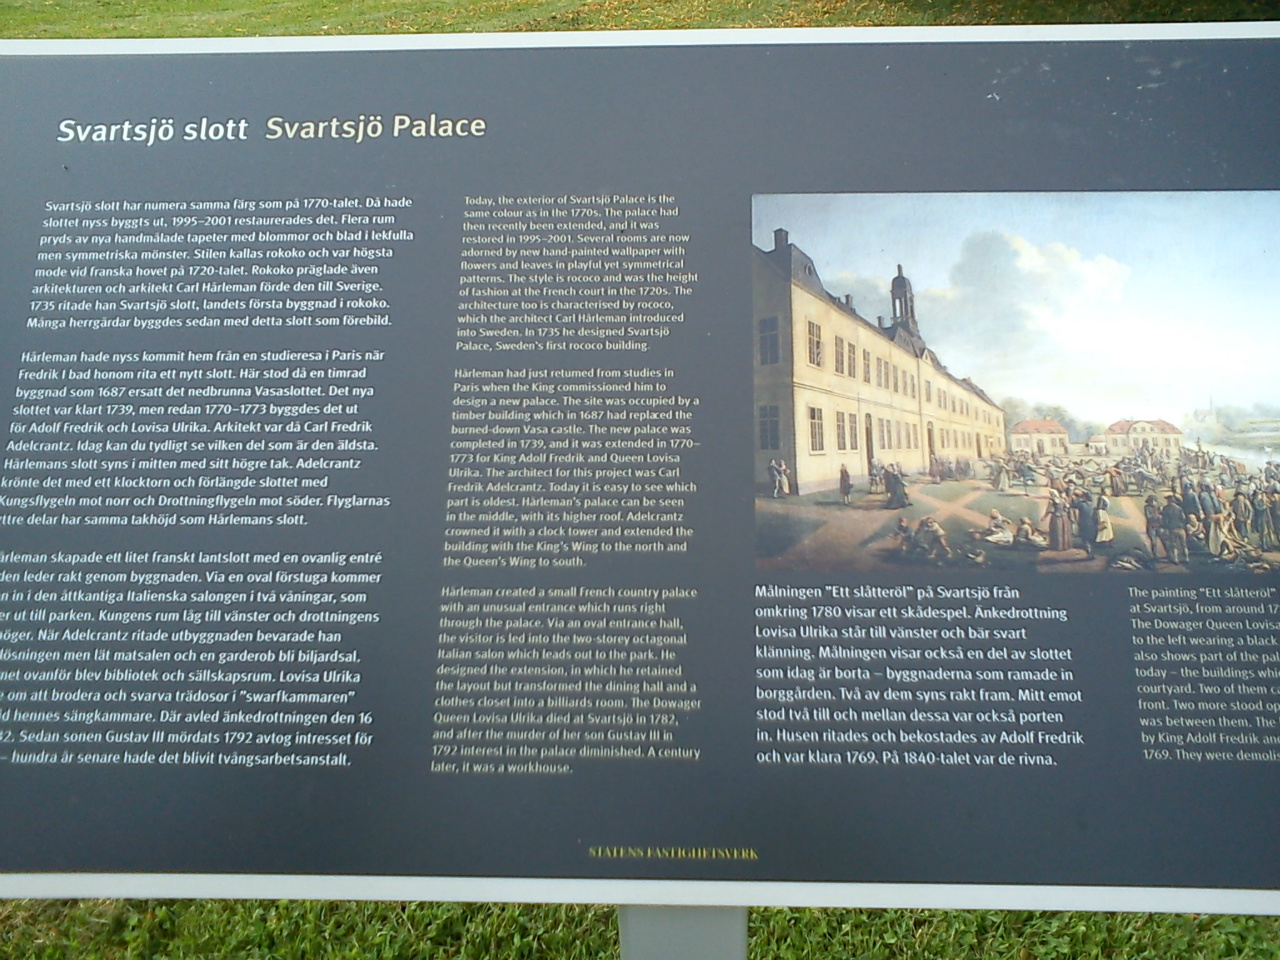 Svartsjö slott Svartsjö Palace
Svartsjö slott har numera samma färg som på 1770-talet. Då hade
slottet nyss byggts ut, 1995–2001 restaurerades det. Flera rum
pryds av nya handmålade tapeter med blommor och blad i lekfulla
men symmetriska mönster. Stilen kallas rokoko och var högsta
mode vid franska hovet på 1720-talet. Rokoko präglade även
arkitekturen och arkitekt Carl Hårleman förde den till Sverige.
1735 ritade han Svartsjö slott, landets första byggnad i rokoko.
Många herrgårdar byggdes sedan med detta slott som förebild.
Hårleman hade nyss kommit hem från en studieresa i Paris när
Fredrik I bad honom rita ett nytt slott. Här stod då en timrad
byggnad som 1687 ersatt det nedbrunna Vasaslottet. Det nya
slottet var klart 1739, men redan 1770–1773 byggdes det ut
för Adolf Fredrik och Lovisa Ulrika. Arkitekt var då Carl Fredrik
Adelcrantz. Idag kan du tydligt se vilken del som är den äldsta.
Hårlemans slott syns i mitten med sitt högre tak. Adelcrantz
krönte det med ett klocktorn och förlängde slottet med
Kungsflygeln mot norr och Drottningflygeln mot söder. Flyglarnas
yttre delar har samma takhöjd som Hårlemans slott.
årleman skapade ett litet franskt lantslott med en ovanlig entré
den leder rakt genom byggnaden. Via en oval förstuga kommer
an in i den åttkantiga Italienska salongen i två våningar, som
er ut till parken. Kungens rum låg till vänster och drottningens
höger. När Adelcrantz ritade utbyggnaden bevarade han
lösningen men lät matsalen och en garderob bli biljardsal.
met ovanför blev bibliotek och sällskapsrum. Lovisa Ulrika
e om att brodera och svarva trädosor i "swarfkammaren"
id hennes sängkammare. Där avled änkedrottningen den 16
82. Sedan sonen Gustav III mördats 1792 avtog intresset för
– hundra år senare hade det blivit tvångsarbetsanstalt.
Today, the exterior of Svartsjö Palace is the
same colour as in the 1770s. The palace had
then recently been extended, and it was
restored in 1995–2001. Several rooms are now
adorned by new hand-painted wallpaper with
flowers and leaves in playful yet symmetrical
patterns. The style is rococo and was the height
of fashion at the French court in the 1720s. The
architecture too is characterised by rococo,
which the architect Carl Hårleman introduced
into Sweden. In 1735 he designed Svartsjö
Palace, Sweden's first rococo building.
Hårleman had just returned from studies in
Paris when the King commissioned him to
design a new palace. The site was occupied by a
timber building which in 1687 had replaced the
burned-down Vasa castle. The new palace was
completed in 1739, and it was extended in 1770–
1773 for King Adolf Fredrik and Queen Lovisa
Ulrika. The architect for this project was Carl
Fredrik Adelcrantz. Today it is easy to see which
part is oldest. Hårleman's palace can be seen
in the middle, with its higher roof. Adelcrantz
crowned it with a clock tower and extended the
building with the King's Wing to the north and
the Queen's Wing to south.
Hårleman created a small French country palace
with an unusual entrance which runs right
through the palace. Via an oval entrance hall,
the visitor is led into the two-storey octagonal
Italian salon which leads out to the park. He
designed the extension, in which he retained
the layout but transformed the dining hall and a
clothes closet into a billiards room. The Dowager
Queen Lovisa Ulrika died at Svartsjö in 1782,
and after the murder of her son Gustav III in
1792 interest in the palace diminished. A century
later, it was a workhouse.
Målningen "Ett slåtteröl" på Svartsjö från
omkring 1780 visar ett skådespel. Änkedrottning
Lovisa Ulrika står till vänster och bär svart
klänning. Målningen visar också en del av slottet
som idag är borta – byggnaderna som ramade in
borggården. Två av dem syns rakt fram. Mitt emot
stod två till och mellan dessa var också porten
in. Husen ritades och bekostades av Adolf Fredrik
och var klara 1769. På 1840-talet var de rivna.
The painting "Ett slåtteröl"
at Svartsjö, from around 17
The Dowager Queen Lovisa
to the left wearing a black
also shows part of the pal
today – the buildings whi
courtyard. Two of them c
front. Two more stood op
was between them. The
by King Adolf Fredrik and
1769. They were demolis
STATENS FASTIGHETSVERK